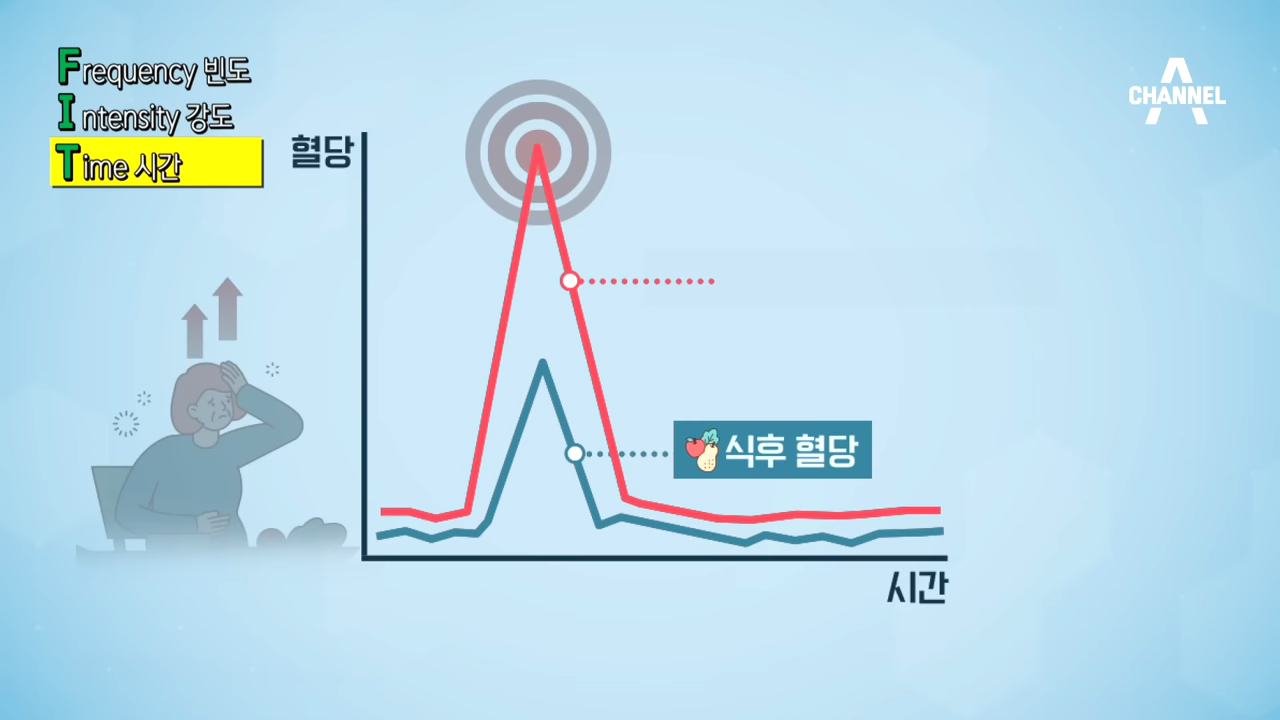 Frequency 빈도
Intensity 강도
Time 시간
CHANNEL A
혈당
식후 혈당
시간